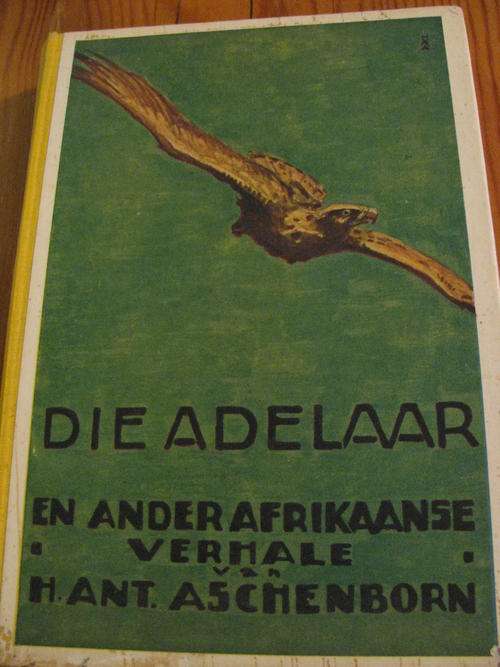 DIE ADELAAR
EN ANDER AFRIKAANSE
VERHALE
VAN
H. ANT. ASCHENBORN